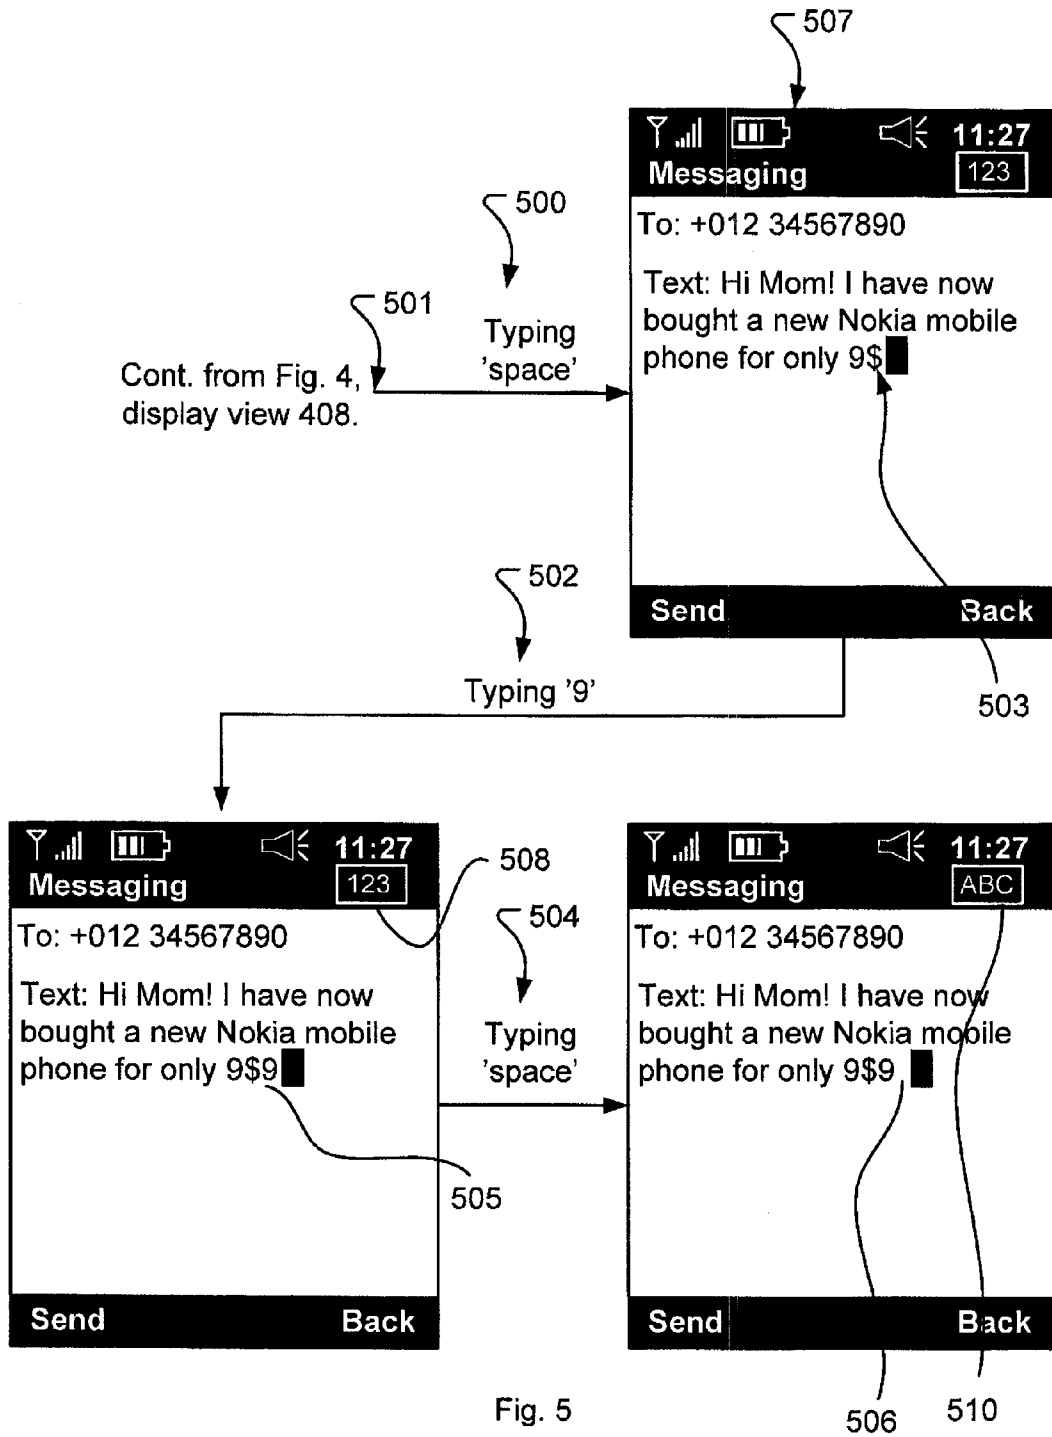 507
11:27
Messaging
123
500
To: +012 34567890
501
Typing
'space'
Text: Hi Mom! I have now
bought a new Nokia mobile
phone for only 9$
Cont. from Fig. 4,
display view 408.
502
Send Back
Typing '9'
503
11:27
Messaging
123
508
To: +012 34567890
504
Text: Hi Mom! I have now
bought a new Nokia mobile
phone for only 9$9
Typing
'space'
505
Send Back
11:27
Messaging
ABC
To: +012 34567890
Text: Hi Mom! I have now
bought a new Nokia mobile
phone for only 9$9
Send Back
506
510
Fig. 5